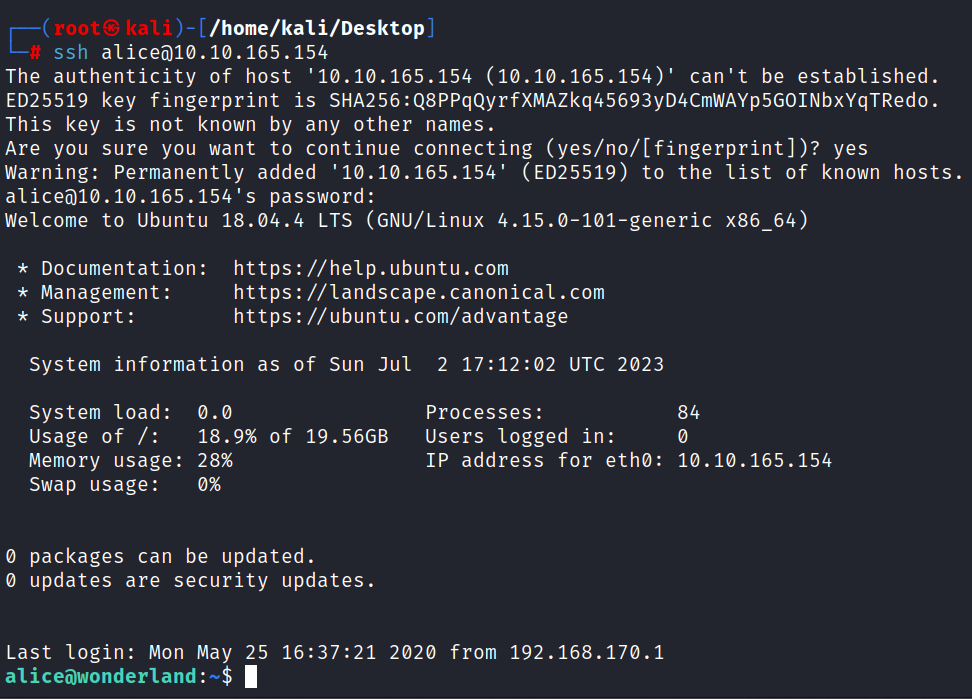 ┌──(root㉿kali)-[/home/kali/Desktop]
└─# ssh alice@10.10.165.154
The authenticity of host '10.10.165.154 (10.10.165.154)' can't be established.
ED25519 key fingerprint is SHA256:Q8PPqQyrfXMAZkq45693yD4CmWAYp5GOINbxYqTRedo.
This key is not known by any other names.
Are you sure you want to continue connecting (yes/no/[fingerprint])? yes
Warning: Permanently added '10.10.165.154' (ED25519) to the list of known hosts.
alice@10.10.165.154's password:
Welcome to Ubuntu 18.04.4 LTS (GNU/Linux 4.15.0-101-generic x86_64)

 * Documentation:  https://help.ubuntu.com
 * Management:     https://landscape.canonical.com
 * Support:        https://ubuntu.com/advantage

  System information as of Sun Jul  2 17:12:02 UTC 2023

  System load:  0.0                Processes:           84
  Usage of /:   18.9% of 19.56GB   Users logged in:     0
  Memory usage: 28%                IP address for eth0: 10.10.165.154
  Swap usage:   0%


0 packages can be updated.
0 updates are security updates.


Last login: Mon May 25 16:37:21 2020 from 192.168.170.1
alice@wonderland:~$